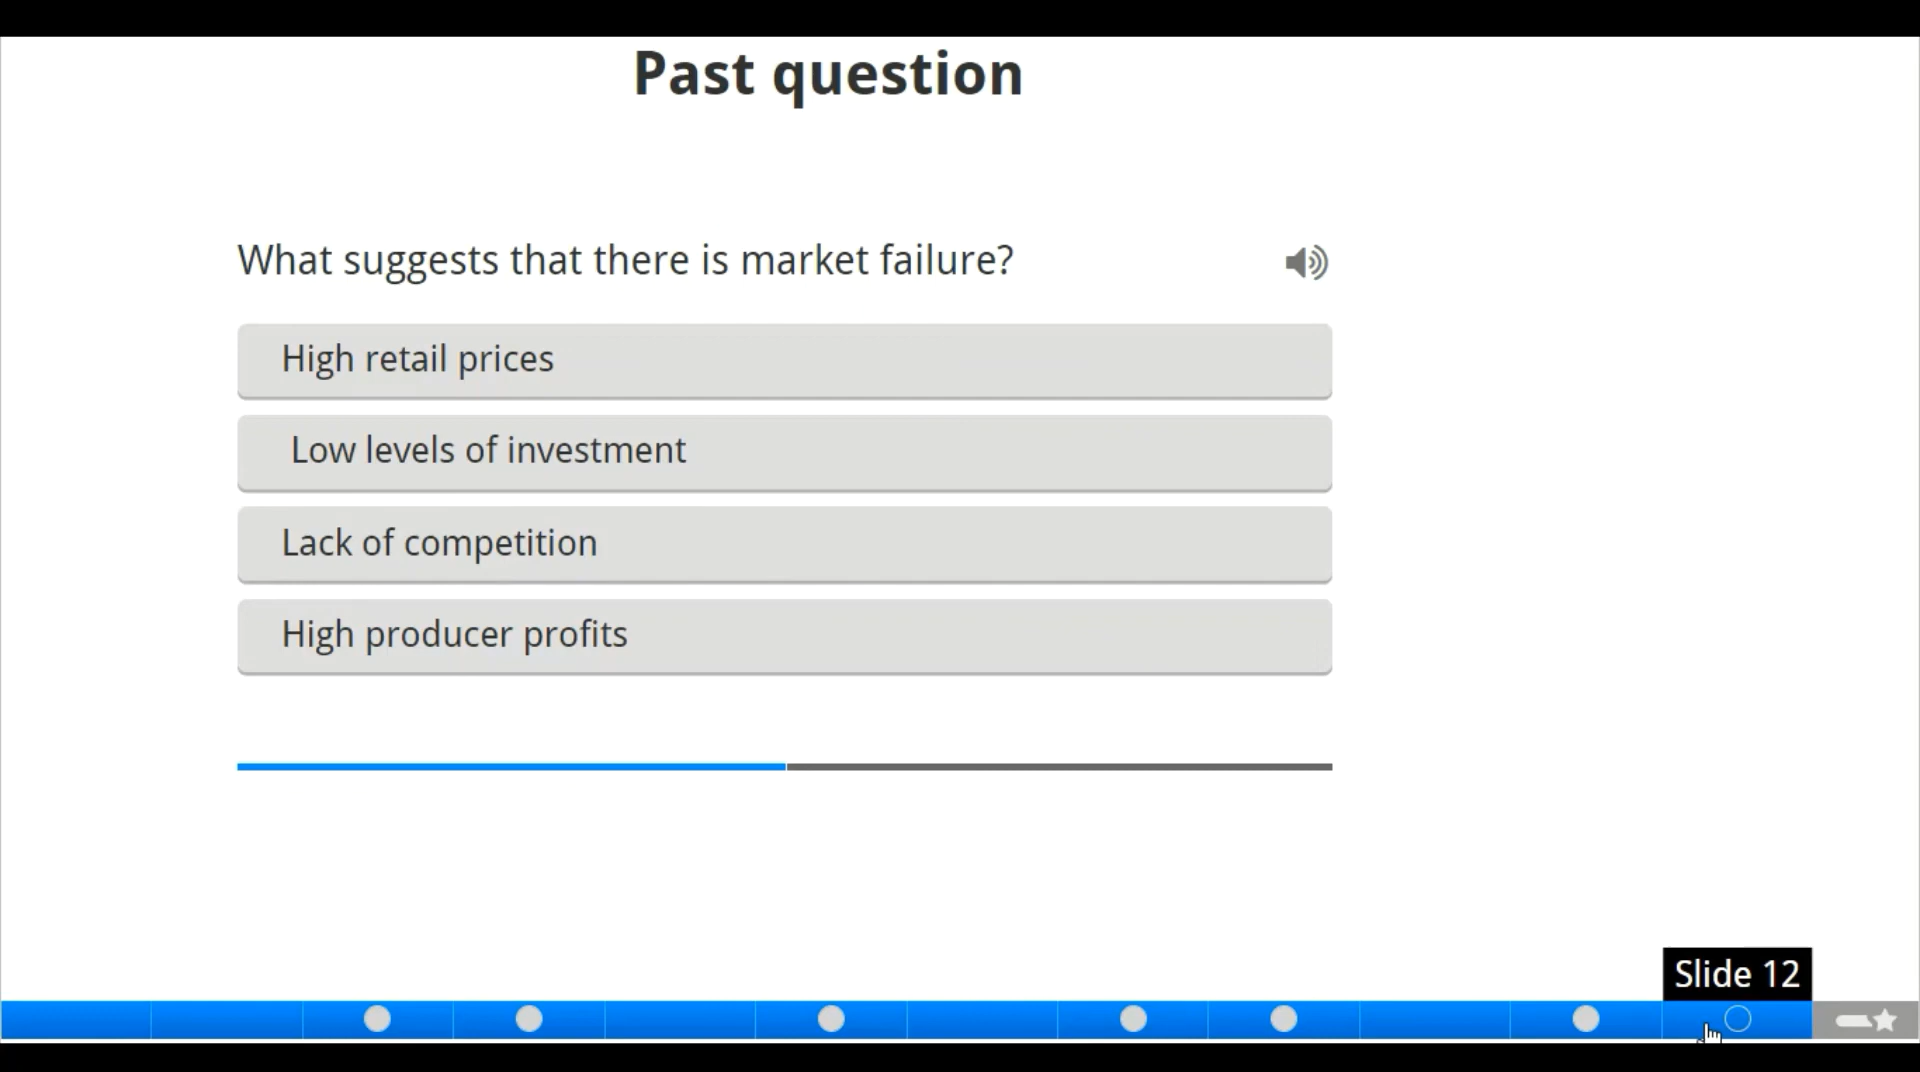 Past question
What suggests that there is market failure?
High retail prices
Low levels of investment
Lack of competition
High producer profits
Slide 12